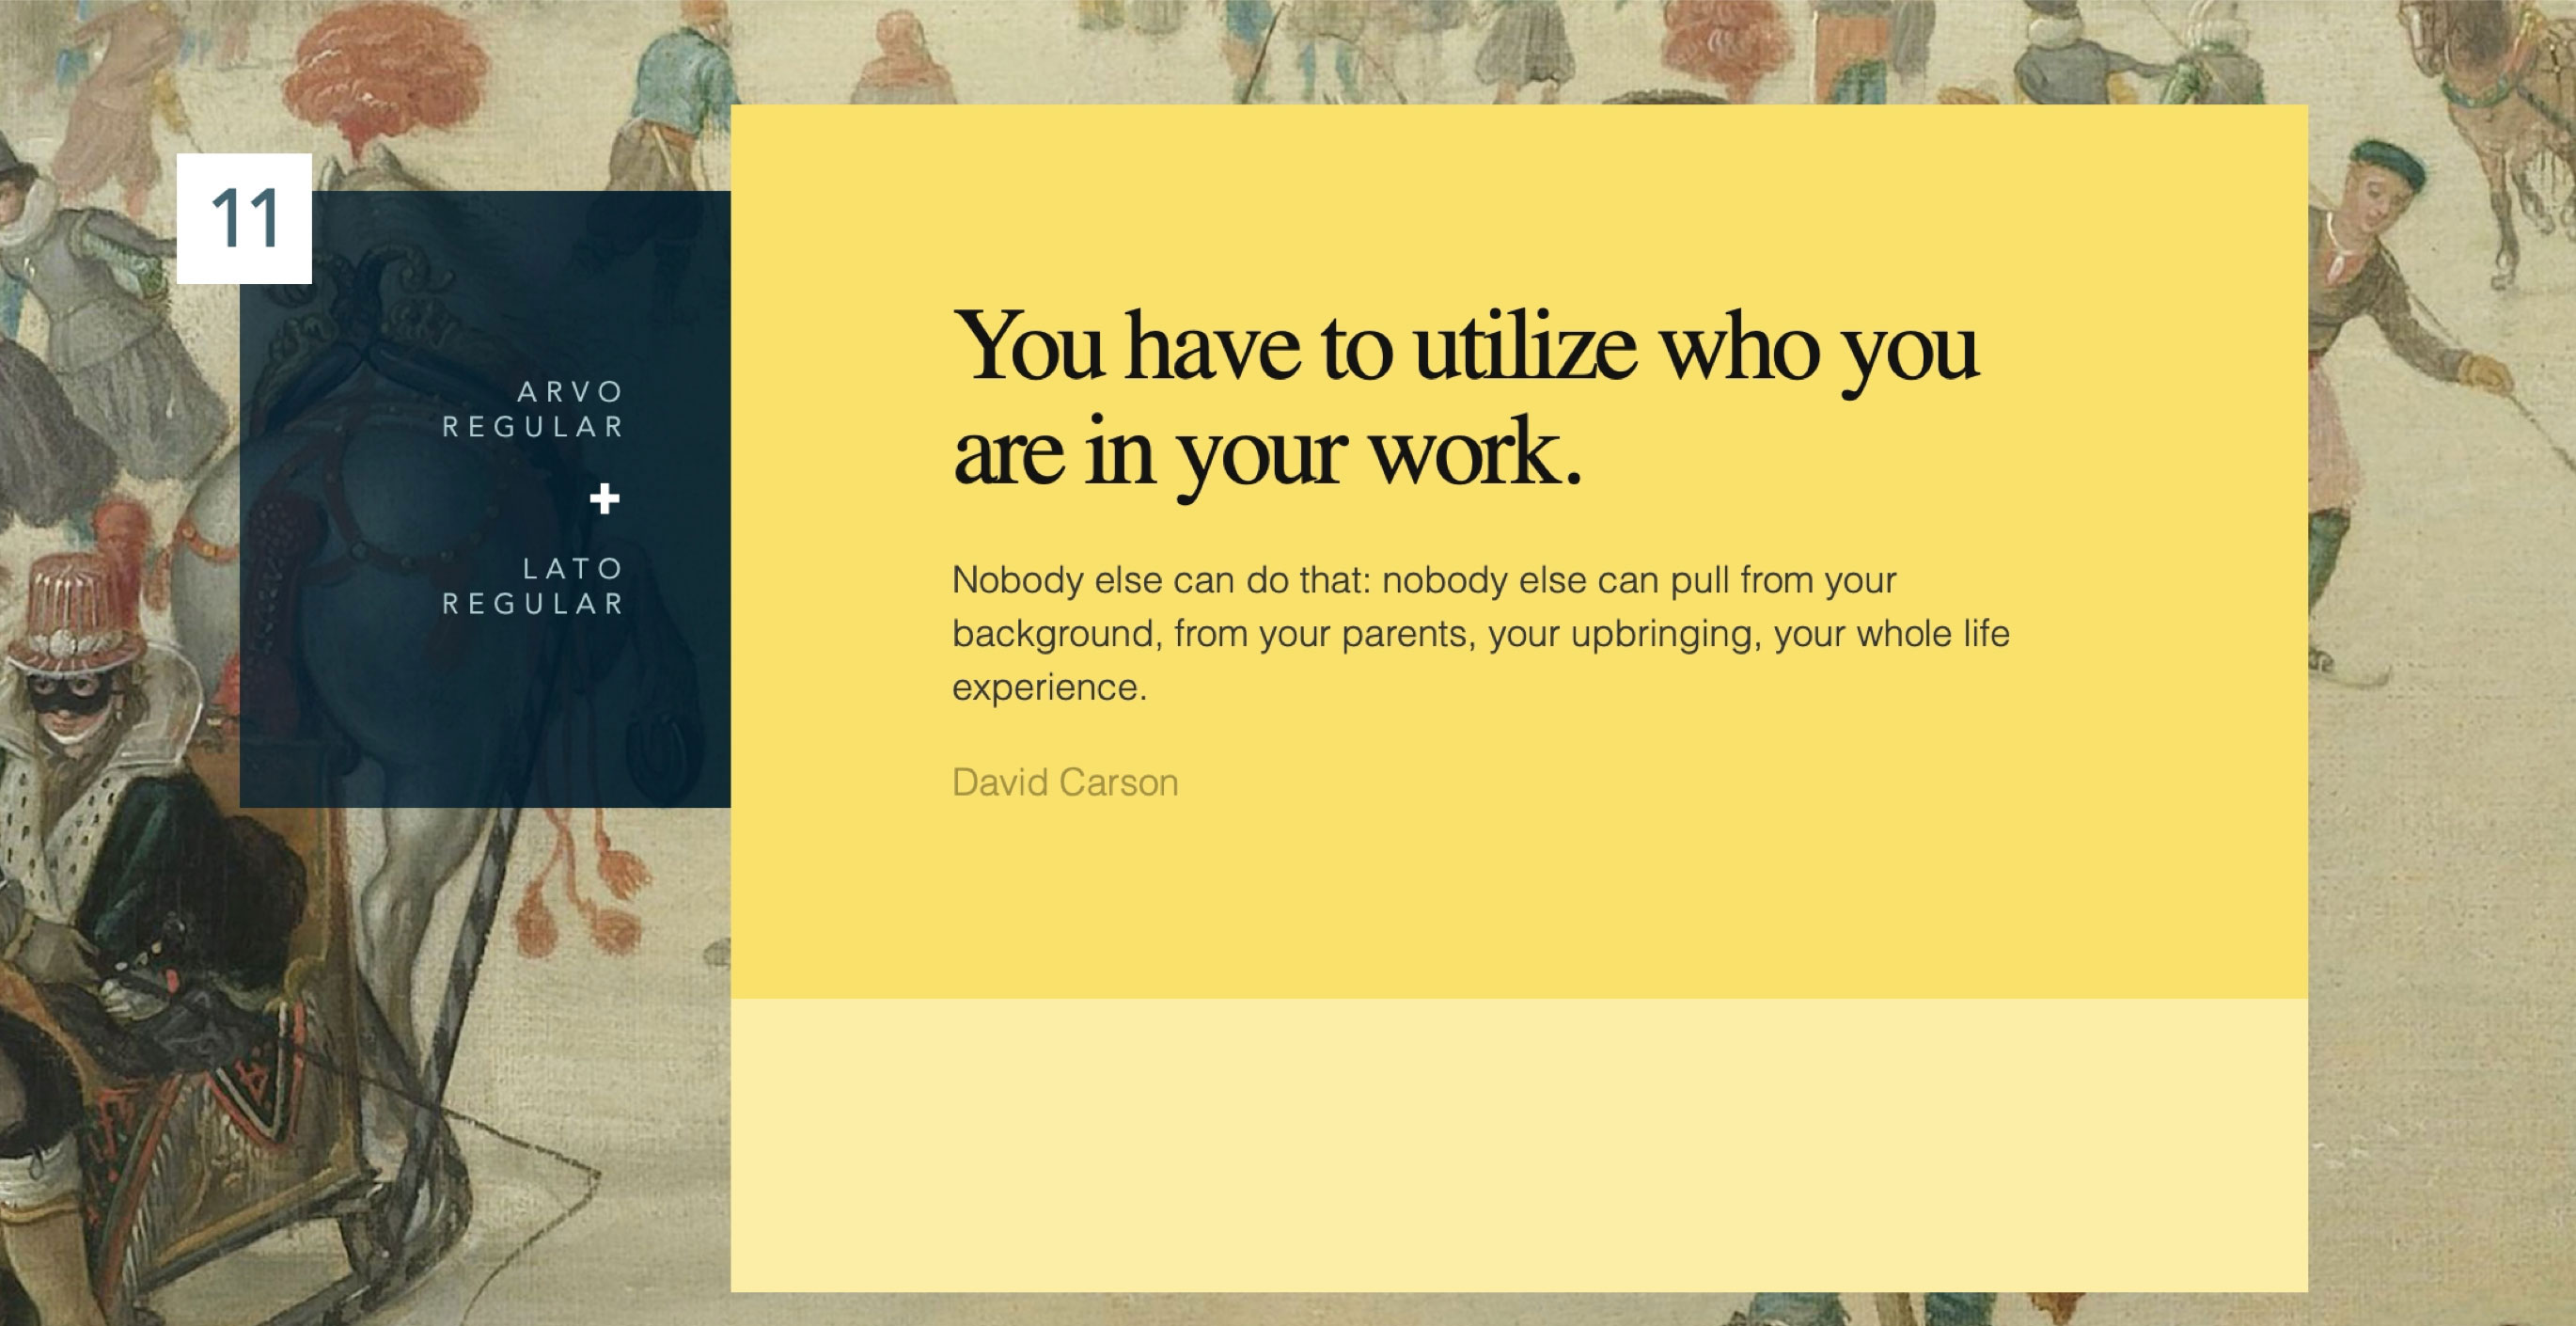 11
ARVO
REGULAR
+
LATO
REGULAR
You have to utilize who you
are in your work.
Nobody else can do that: nobody else can pull from your
background, from your parents, your upbringing, your whole life
experience.
David Carson